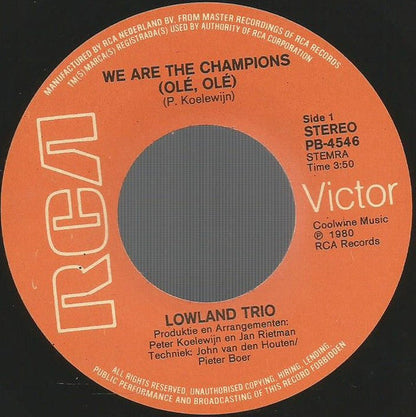 MANUFACTURED BY RCA NEDERLAND BV. FROM MASTER RECORDINGS OF RCA RECORDS
TM(S) MARCA(S) REGISTRADA(S) USED BY AUTHORITY OF RCA CORPORATION
WE ARE THE CHAMPIONS
(OLÉ, OLÉ)
(P. Koelewijn)
Side 1
STEREO
PB-4546
STEMRA
Time 3:50
RCA
Victor
Coolwine Music
℗ 1980
RCA Records
LOWLAND TRIO
Produktie en Arrangementen:
Peter Koelewijn en Jan Rietman
Techniek: John van den Houten/
Pieter Boer
ALL RIGHTS RESERVED. UNAUTHORISED COPYING, HIRING, LENDING,
PUBLIC PERFORMANCE AND BROADCASTING OF THIS RECORD FORBIDDEN